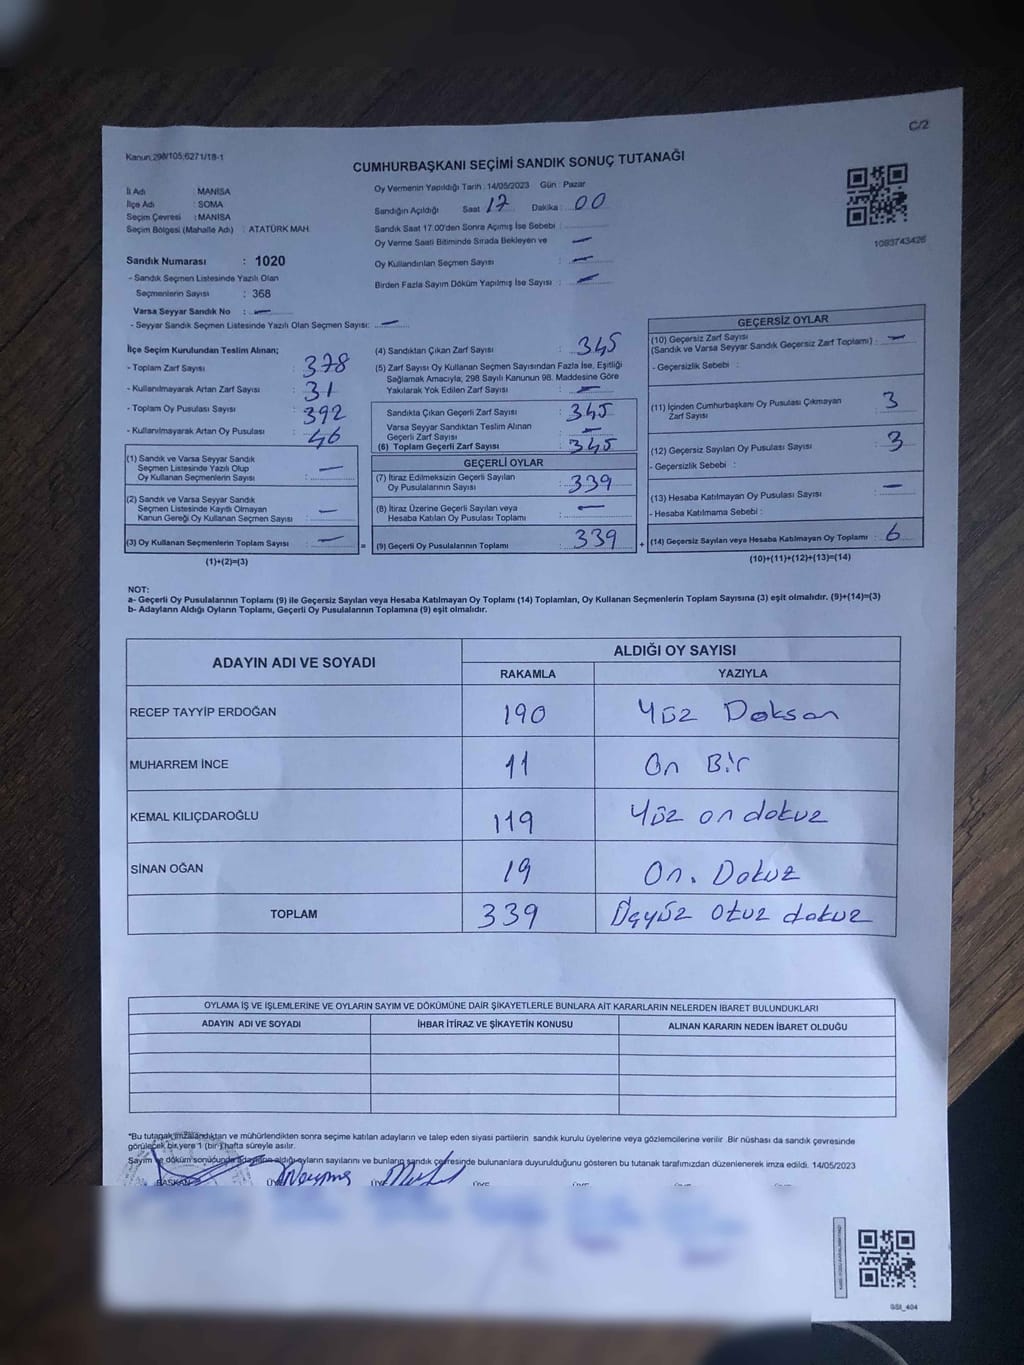 C/2
Kanun 298/105;6271/18-1
CUMHURBAŞKANI SEÇİMİ SANDIK SONUÇ TUTANAĞI
İl Adı MANİSA
İlçe Adı : SOMA
Seçim Çevresi : MANİSA
Seçim Bölgesi (Mahalle Adı) : ATATÜRK MAH.
Sandık Numarası : 1020
- Sandık Seçmen Listesinde Yazılı Olan
Seçmenlerin Sayısı : 368
Varsa Seyyar Sandık No : —
- Seyyar Sandık Seçmen Listesinde Yazılı Olan Seçmen Sayısı: —
Oy Vermenin Yapıldığı Tarih : 14/05/2023 Gün : Pazar
Sandığın Açıldığı Saat 17 Dakika : 00
Sandık Saat 17.00'den Sonra Açımış İse Sebebi :
Oy Verme Saati Bitiminde Sırada Bekleyen ve —
Oy Kullandırılan Seçmen Sayısı : —
Birden Fazla Sayım Döküm Yapılmış İse Sayısı : —
1093743426
İlçe Seçim Kurulundan Teslim Alınan;
- Toplam Zarf Sayısı : 378
- Kullanılmayarak Artan Zarf Sayısı : 31
- Toplam Oy Pusulası Sayısı : 392
- Kullanılmayarak Artan Oy Pusulası : 46
(1) Sandık ve Varsa Seyyar Sandık
Seçmen Listesinde Yazılı Olup
Oy Kullanan Seçmenlerin Sayısı : —
(2) Sandık ve Varsa Seyyar Sandık
Seçmen Listesinde Kayıtlı Olmayan
Kanun Gereği Oy Kullanan Seçmen Sayısı : —
(3) Oy Kullanan Seçmenlerin Toplam Sayısı : —
(1)+(2)=(3)
=
(4) Sandıktan Çıkan Zarf Sayısı : 345
(5) Zarf Sayısı Oy Kullanan Seçmen Sayısından Fazla İse, Eşitliği
Sağlamak Amacıyla, 298 Sayılı Kanunun 98. Maddesine Göre
Yakılarak Yok Edilen Zarf Sayısı : —
Sandıkta Çıkan Geçerli Zarf Sayısı : 345
Varsa Seyyar Sandıktan Teslim Alınan
Geçerli Zarf Sayısı : —
(6) Toplam Geçerli Zarf Sayısı : 345
GEÇERLİ OYLAR
(7) İtiraz Edilmeksizin Geçerli Sayılan
Oy Pusulalarının Sayısı : 339
(8) İtiraz Üzerine Geçerli Sayılan veya
Hesaba Katılan Oy Pusulası Toplamı : —
(9) Geçerli Oy Pusulalarının Toplamı : 339
+
GEÇERSİZ OYLAR
(10) Geçersiz Zarf Sayısı
(Sandık ve Varsa Seyyar Sandık Geçersiz Zarf Toplamı) : —
- Geçersizlik Sebebi :
(11) İçinden Cumhurbaşkanı Oy Pusulası Çıkmayan
Zarf Sayısı : 3
(12) Geçersiz Sayılan Oy Pusulası Sayısı : 3
- Geçersizlik Sebebi :
(13) Hesaba Katılmayan Oy Pusulası Sayısı : —
- Hesaba Katılmama Sebebi :
(14) Geçersiz Sayılan veya Hesaba Katılmayan Oy Toplamı : 6
(10)+(11)+(12)+(13)=(14)
NOT:
a- Geçerli Oy Pusulalarının Toplamı (9) ile Geçersiz Sayılan veya Hesaba Katılmayan Oy Toplamı (14) Toplamları, Oy Kullanan Seçmenlerin Toplam Sayısına (3) eşit olmalıdır. (9)+(14)=(3)
b- Adayların Aldığı Oyların Toplamı, Geçerli Oy Pusulalarının Toplamına (9) eşit olmalıdır.
ADAYIN ADI VE SOYADI ALDIĞI OY SAYISI
RAKAMLA YAZIYLA
RECEP TAYYİP ERDOĞAN 190 Yüz Doksan
MUHARREM İNCE 11 On Bir
KEMAL KILIÇDAROĞLU 119 Yüz on dokuz
SİNAN OĞAN 19 On. Dokuz
TOPLAM 339 Üçyüz otuz dokuz
OYLAMA İŞ VE İŞLEMLERİNE VE OYLARIN SAYIM VE DÖKÜMÜNE DAİR ŞİKAYETLERLE BUNLARA AİT KARARLARIN NELERDEN İBARET BULUNDUKLARI
ADAYIN ADI VE SOYADI İHBAR İTİRAZ VE ŞİKAYETİN KONUSU ALINAN KARARIN NEDEN İBARET OLDUĞU
*Bu tutanak imzalandıktan ve mühürlendikten sonra seçime katılan adayların ve talep eden siyasi partilerin sandık kurulu üyelerine veya gözlemcilerine verilir .Bir nüshası da sandık çevresinde
görülecek bir yere 1 (bir ) hafta süreyle asılır.
Sayım ve döküm sonucunda adayların aldığı oyların sayılarını ve bunların sandık çevresinde bulunanlara duyurulduğunu gösteren bu tutanak tarafımızdan düzenlenerek imza edildi. 14/05/2023
BAŞKAN ÜYE ÜYE ÜYE ÜYE ÜYE
GSI_404